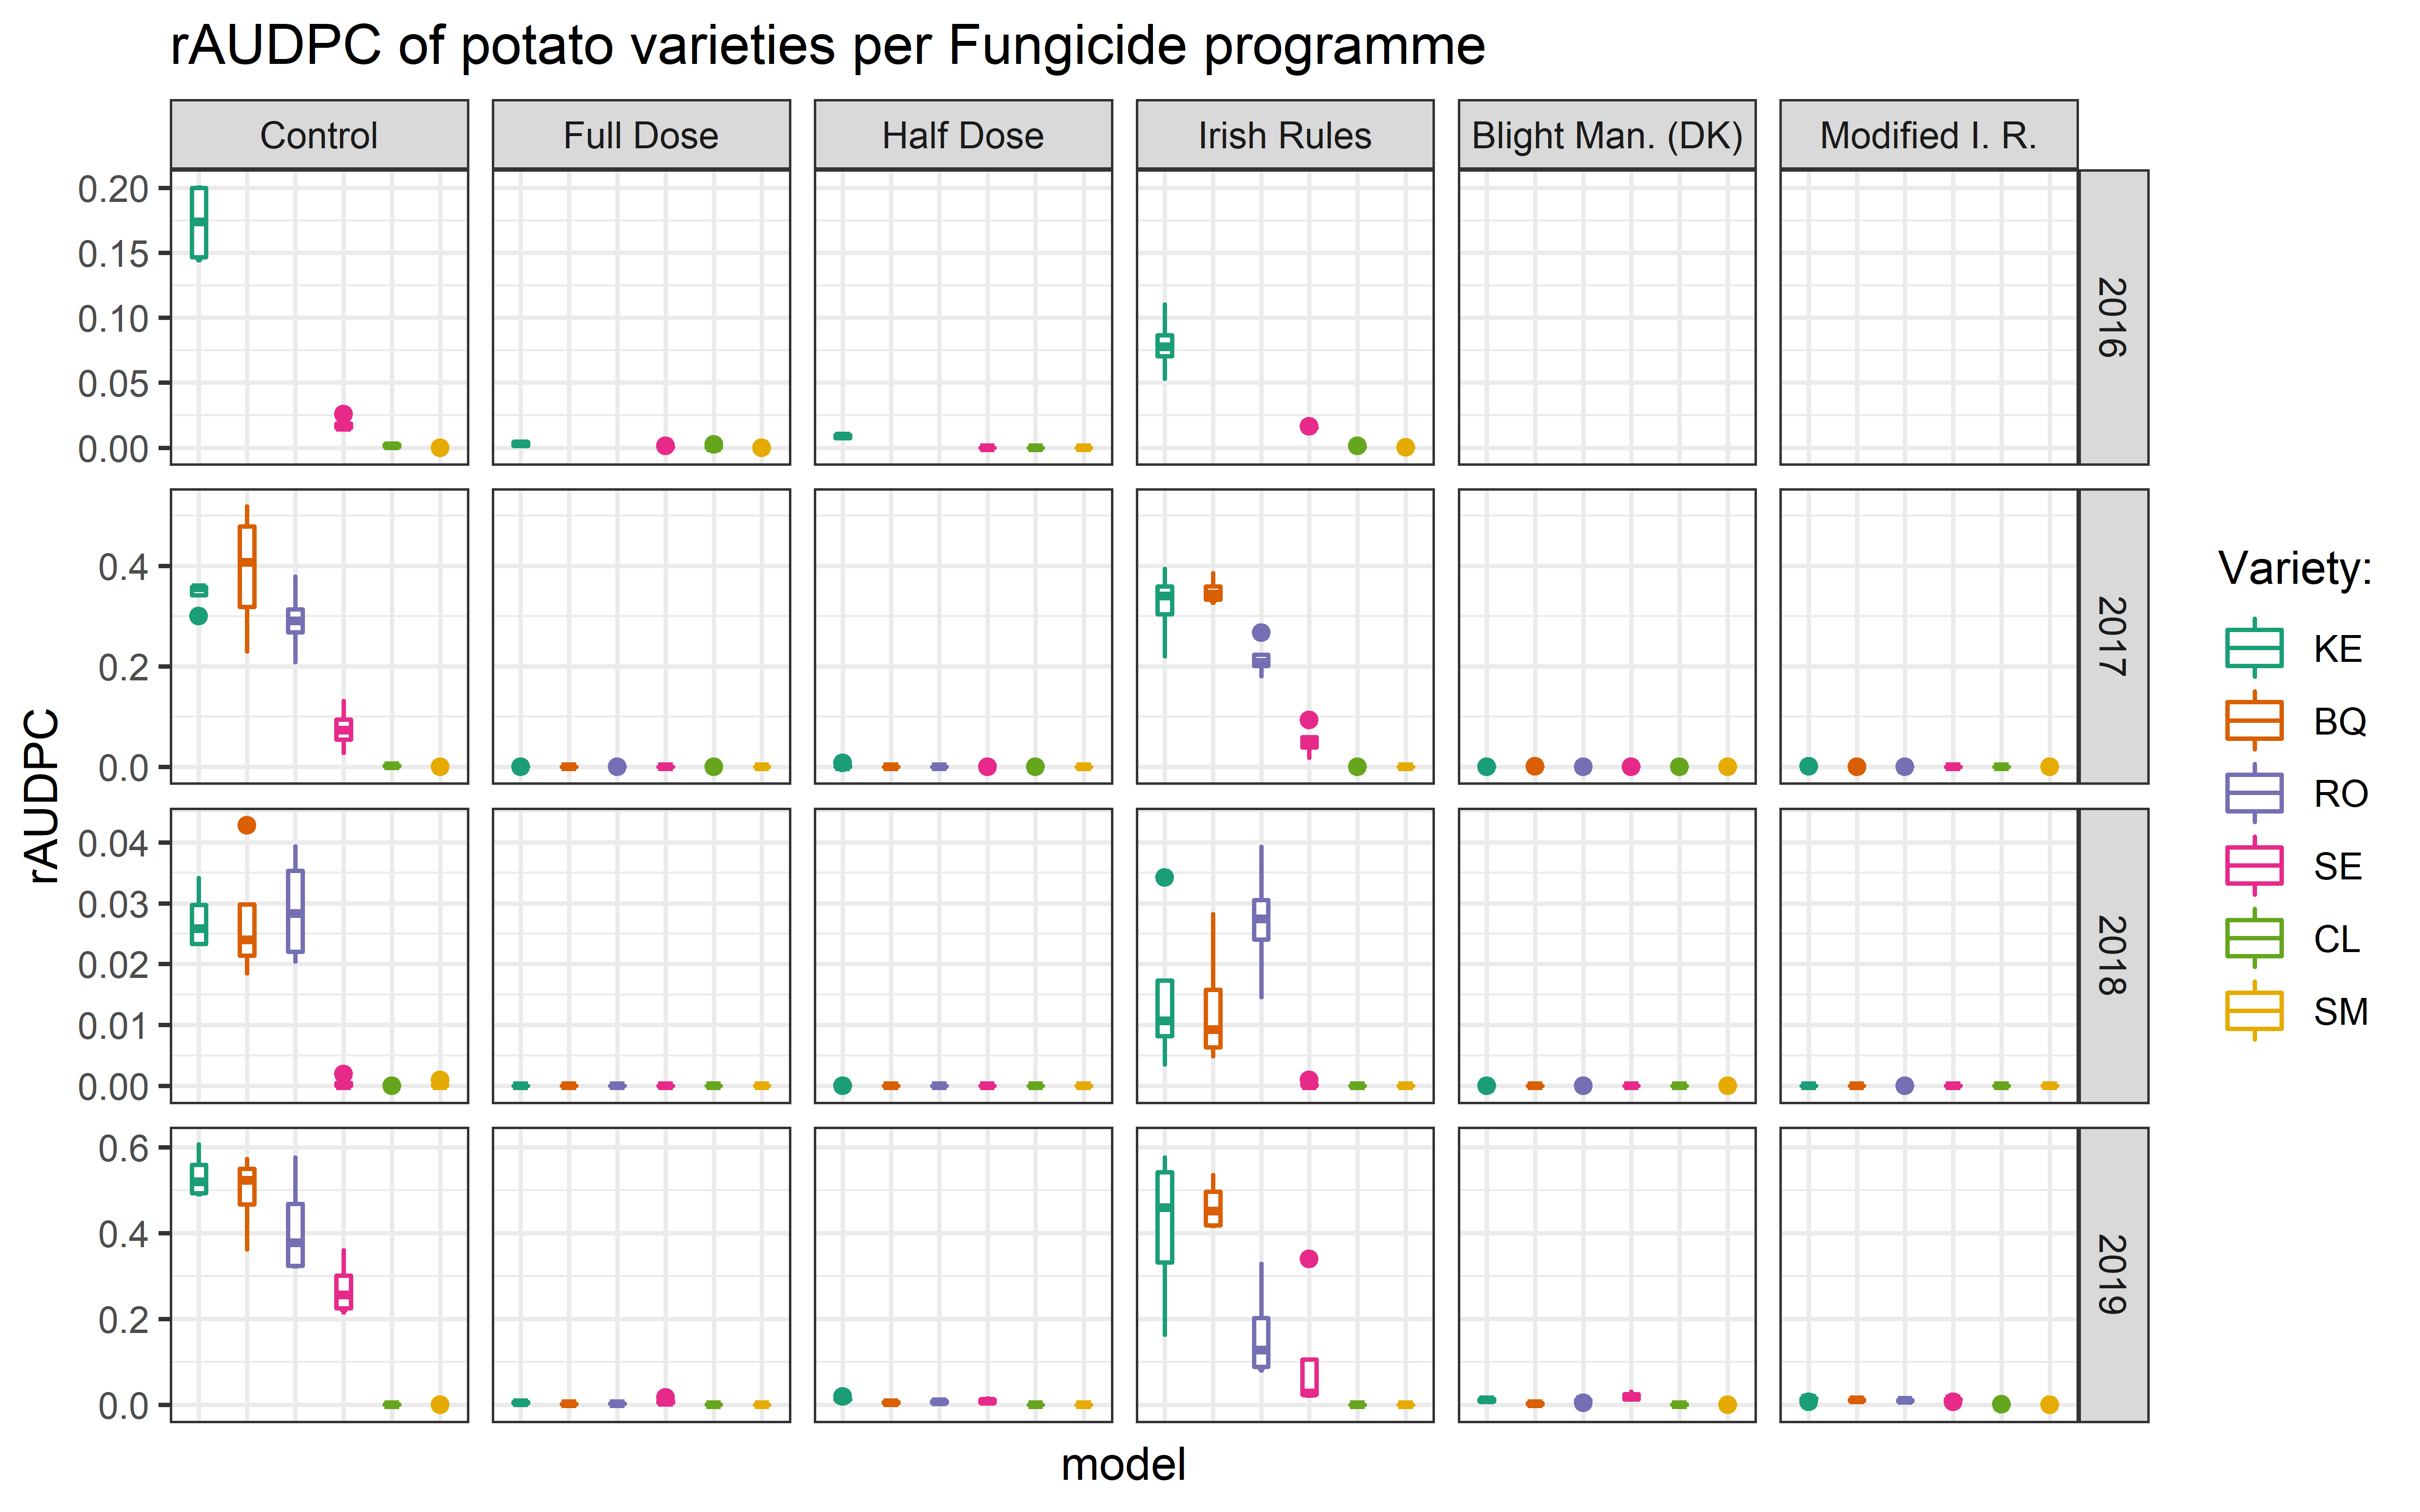 rAUDPC of potato varieties per Fungicide programme
Control Full Dose Half Dose Irish Rules Blight Man. (DK) Modified I. R.
0.20
0.15
0.10
0.05
0.00
2016
0.4
0.2
0.0
2017
0.04
0.03
0.02
0.01
0.00
2018
0.6
0.4
0.2
0.0
2019
rAUDPC
model
Variety:
KE
BQ
RO
SE
CL
SM